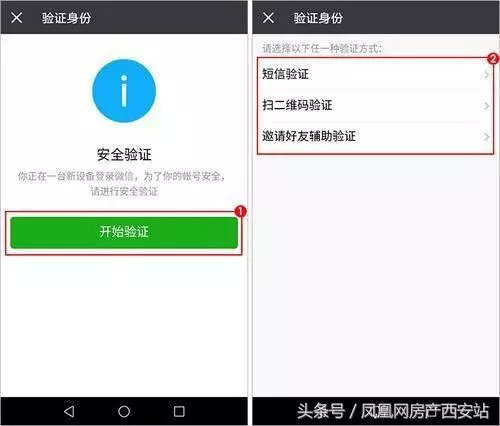 验证身份
安全验证
你正在一台新设备登录微信，为了你的帐号安全，
请进行安全验证
1
开始验证
验证身份
请选择以下任一种验证方式：
2
短信验证
扫二维码验证
邀请好友辅助验证
头条号/凤凰网房产西安站